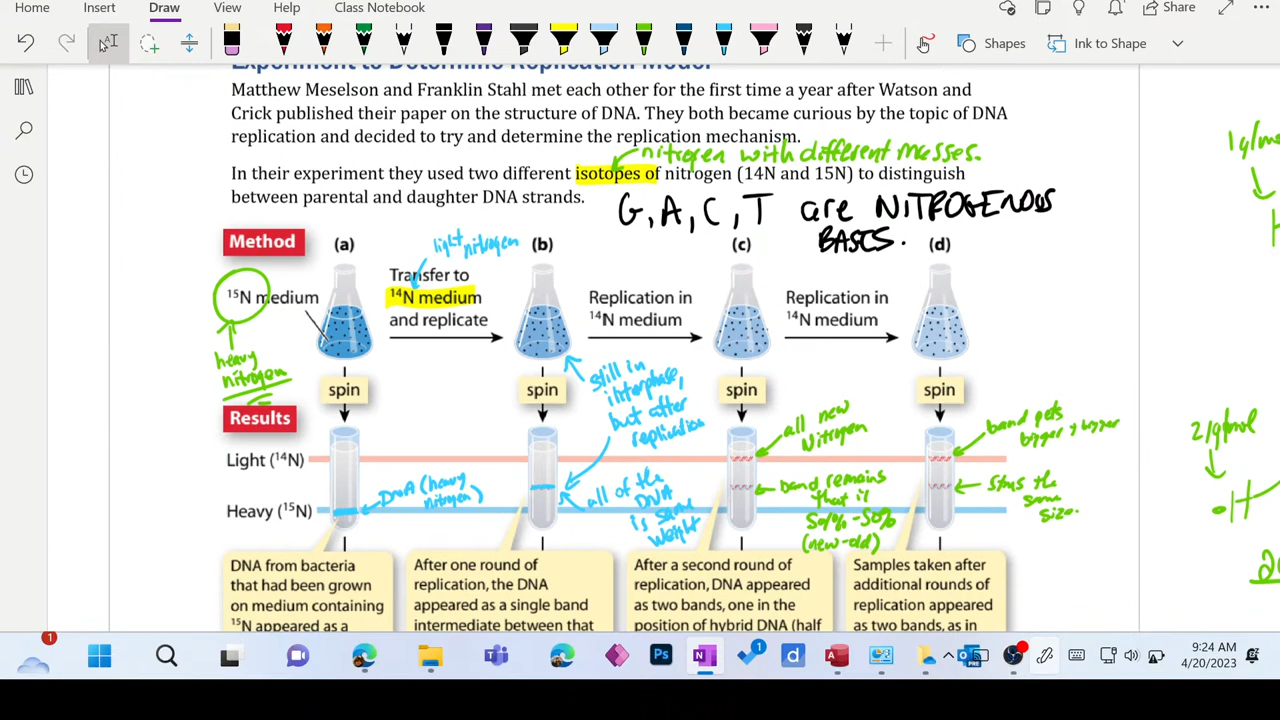 Home Insert Draw View Help Class Notebook Share
Ink to Shape
Shapes
Experiment to Determine Replication Model
Matthew Meselson and Franklin Stahl met each other for the first time a year after Watson and
Crick published their paper on the structure of DNA. They both became curious by the topic of DNA
replication and decided to try and determine the replication mechanism.
nitrogen with different masses.
In their experiment they used two different isotopes of nitrogen (14N and 15N) to distinguish
between parental and daughter DNA strands.
G, A, C, T are NITROGENOUS
BASES.
Method (a) (b) (c) (d)
light nitrogen
Transfer to
¹⁵N medium
¹⁴N medium
and replicate
Replication in
¹⁴N medium
Replication in
¹⁴N medium
heavy
nitrogen
spin spin spin spin
still in
interphase,
but after
replication
Results
all new
Nitrogen
band gets
bigger & bigger
Light (¹⁴N)
Heavy (¹⁵N)
DNA (heavy
nitrogen)
all of the
DNA
is same
weight
band remains
that is
50%-50%
(new-old)
stays the
same
size.
DNA from bacteria
that had been grown
on medium containing
¹⁵N appeared as a
After one round of
replication, the DNA
appeared as a single band
intermediate between that
After a second round of
replication, DNA appeared
as two bands, one in the
position of hybrid DNA (half
Samples taken after
additional rounds of
replication appeared
as two bands, as in
1g/mo
2/g/mol
H
1
1
9:24 AM
4/20/2023